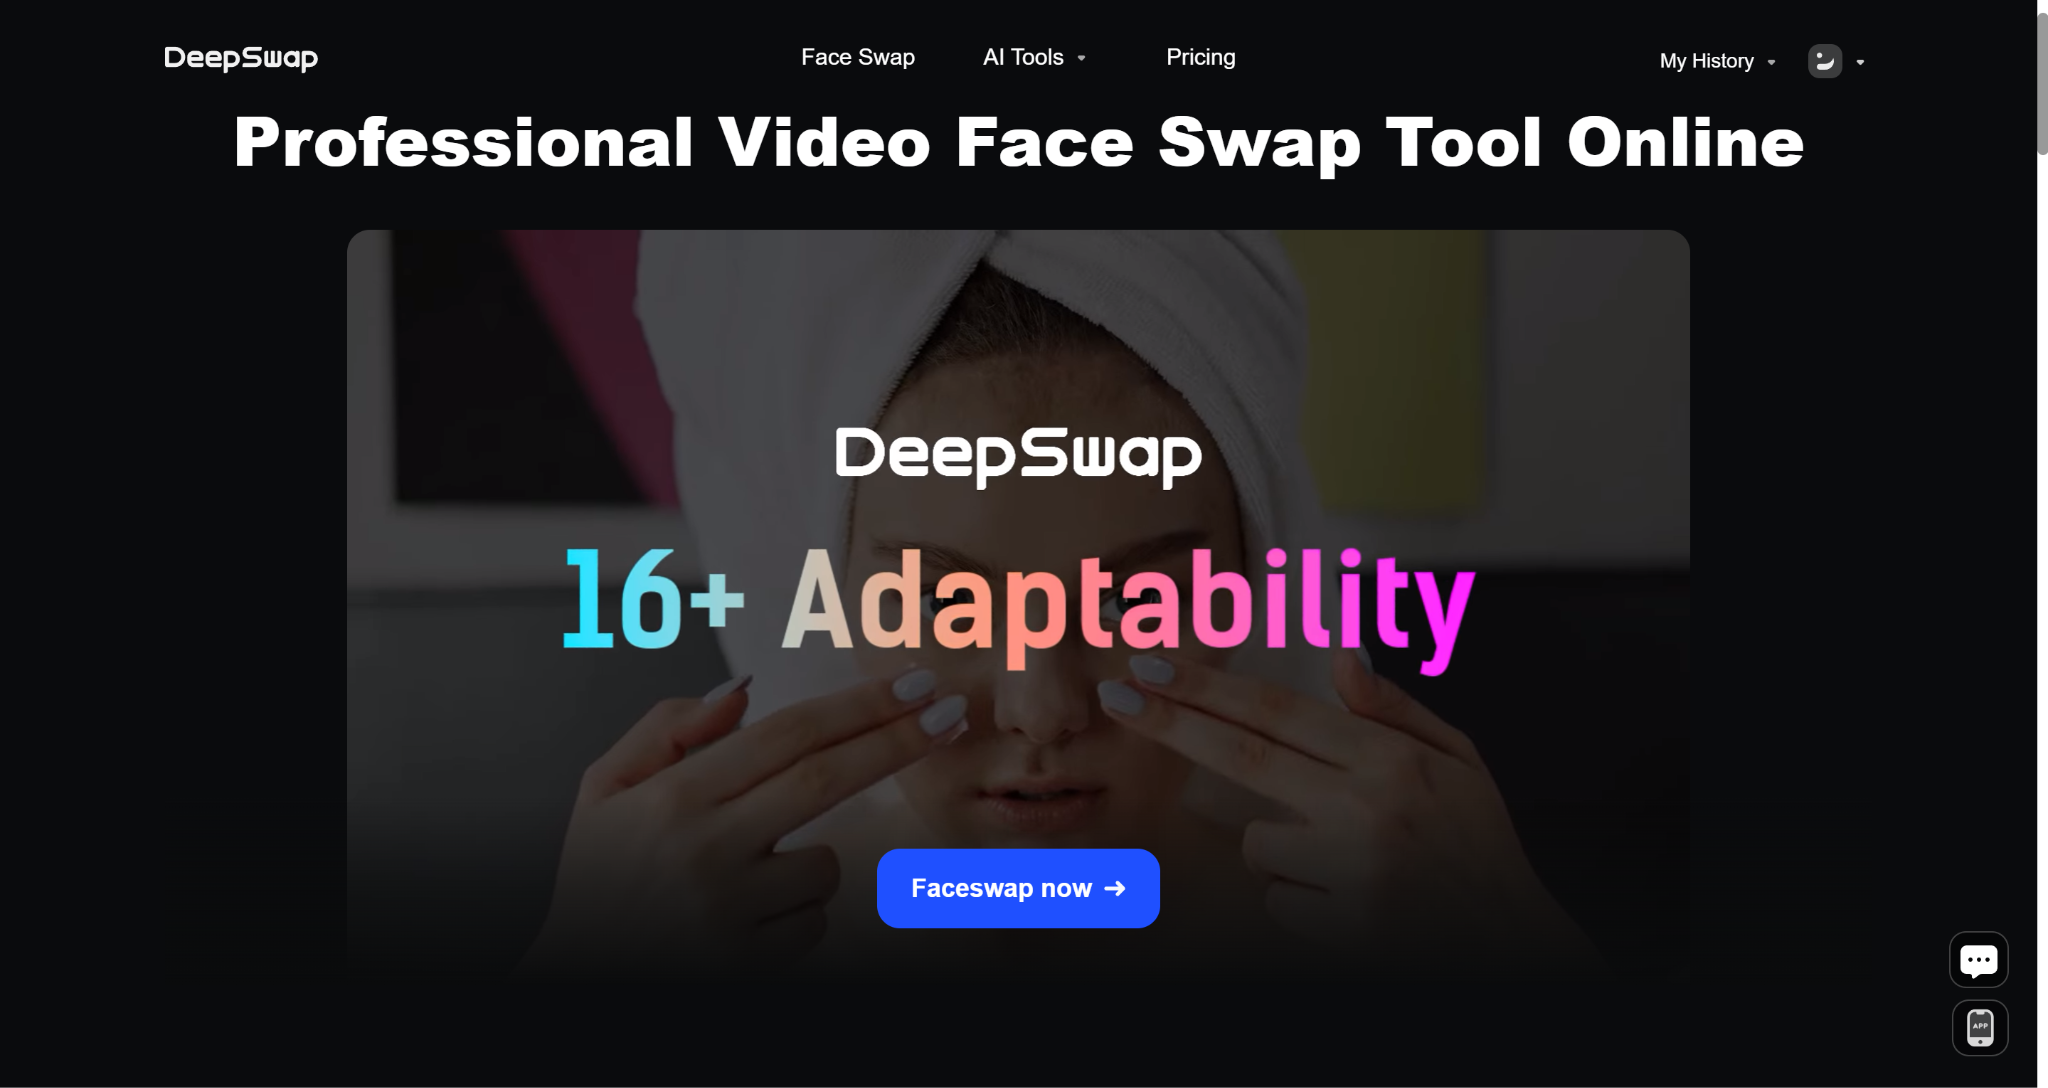 DeepSwap
Face Swap
AI Tools
Pricing
My History
Professional Video Face Swap Tool Online
DeepSwap
16+ Adaptability
Faceswap now →
APP